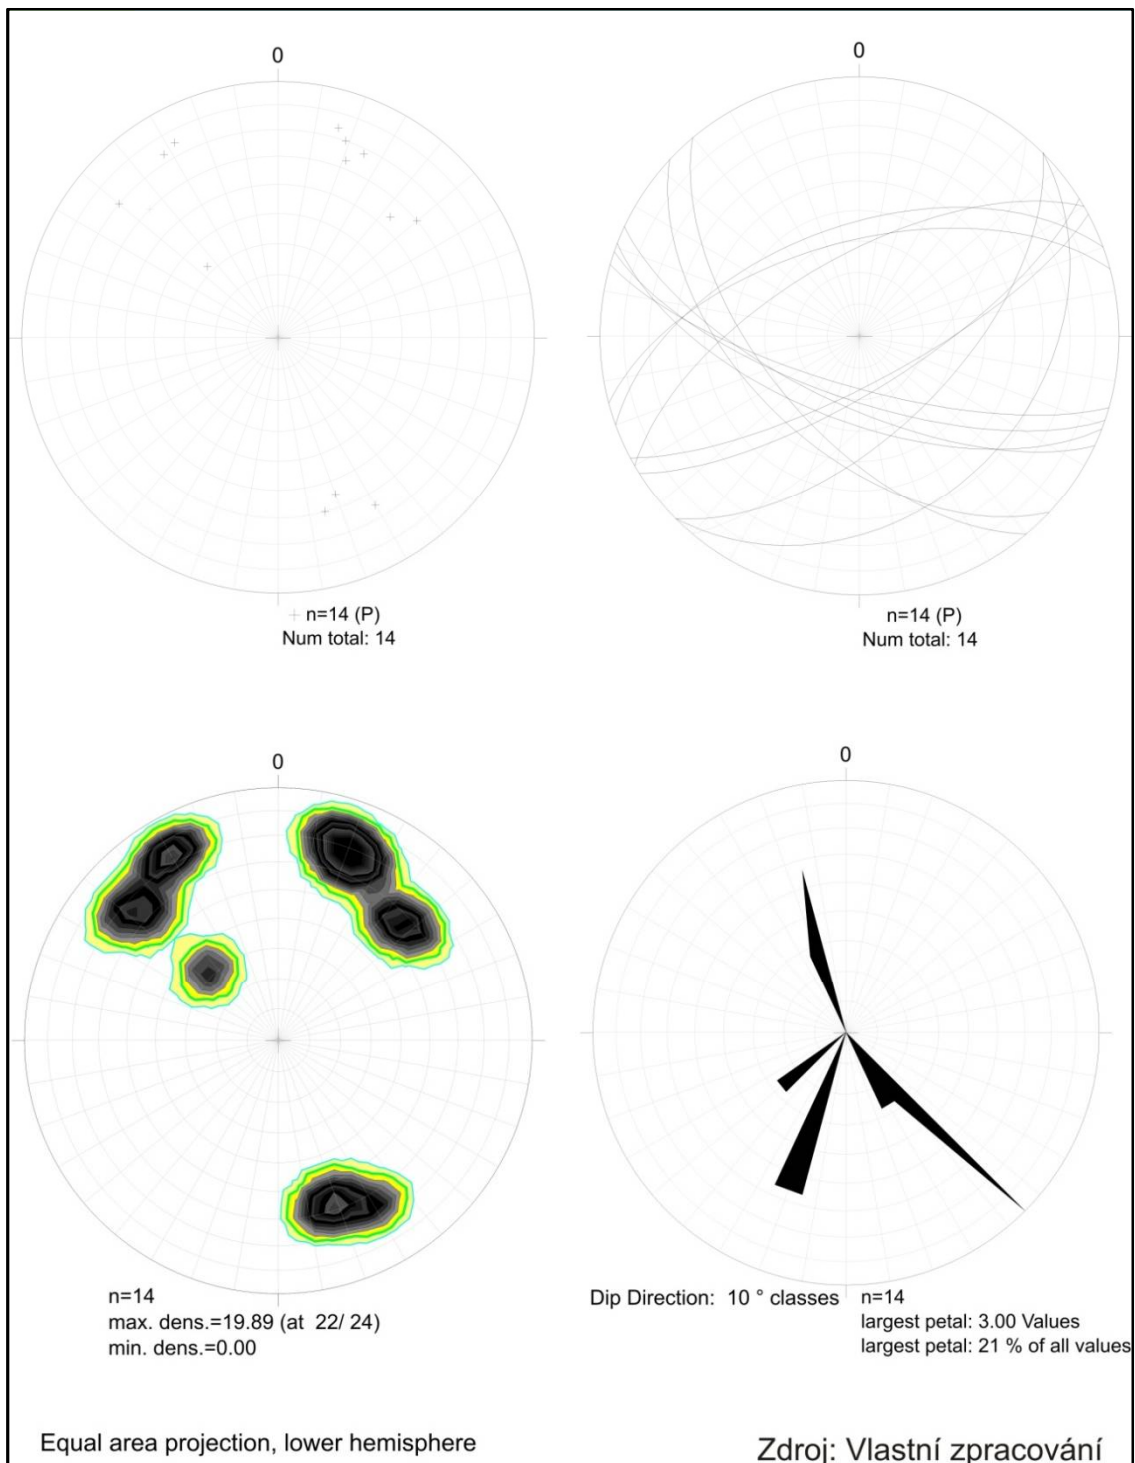 0
0
+ n=14 (P)
Num total: 14
n=14 (P)
Num total: 14
0
0
n=14
max. dens.=19.89 (at 22/ 24)
min. dens.=0.00
Dip Direction: 10 ° classes
n=14
largest petal: 3.00 Values
largest petal: 21 % of all values
Equal area projection, lower hemisphere
Zdroj: Vlastní zpracování